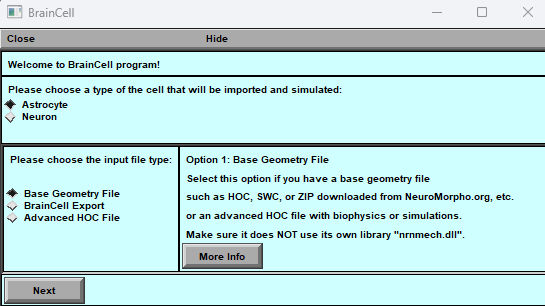 BrainCell
Close Hide
Welcome to BrainCell program!
Please choose a type of the cell that will be imported and simulated:
Astrocyte
Neuron
Please choose the input file type:
Base Geometry File
BrainCell Export
Advanced HOC File
Option 1: Base Geometry File
Select this option if you have a base geometry file
such as HOC, SWC, or ZIP downloaded from NeuroMorpho.org, etc.
or an advanced HOC file with biophysics or simulations.
Make sure it does NOT use its own library "nrnmech.dll".
More Info
Next